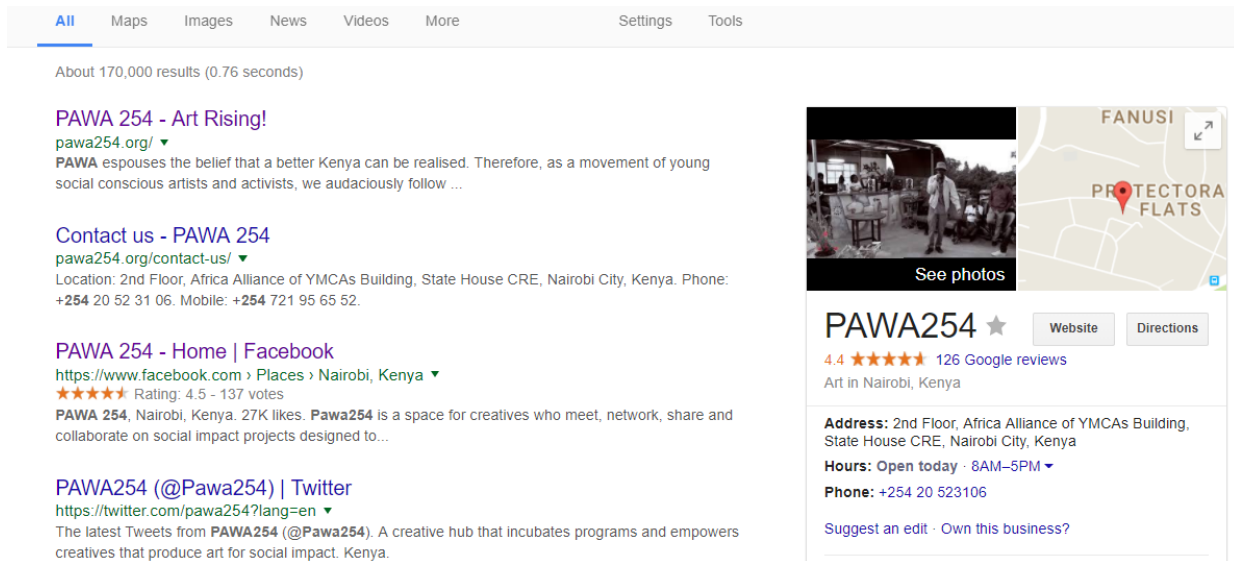 All Maps Images News Videos More Settings Tools
About 170,000 results (0.76 seconds)
PAWA 254 - Art Rising!
pawa254.org/ ▼
PAWA espouses the belief that a better Kenya can be realised. Therefore, as a movement of young
social conscious artists and activists, we audaciously follow ...
Contact us - PAWA 254
pawa254.org/contact-us/ ▼
Location: 2nd Floor, Africa Alliance of YMCAs Building, State House CRE, Nairobi City, Kenya. Phone:
+254 20 52 31 06. Mobile: +254 721 95 65 52.
PAWA 254 - Home | Facebook
https://www.facebook.com › Places › Nairobi, Kenya ▼
Rating: 4.5 - 137 votes
PAWA 254, Nairobi, Kenya. 27K likes. Pawa254 is a space for creatives who meet, network, share and
collaborate on social impact projects designed to...
PAWA254 (@Pawa254) | Twitter
https://twitter.com/pawa254?lang=en ▼
The latest Tweets from PAWA254 (@Pawa254). A creative hub that incubates programs and empowers
creatives that produce art for social impact. Kenya.
See photos
FANUSI
PROTECTORA
FLATS
PAWA254
Website
Directions
4.4 126 Google reviews
Art in Nairobi, Kenya
Address: 2nd Floor, Africa Alliance of YMCAs Building,
State House CRE, Nairobi City, Kenya
Hours: Open today · 8AM–5PM
Phone: +254 20 523106
Suggest an edit · Own this business?